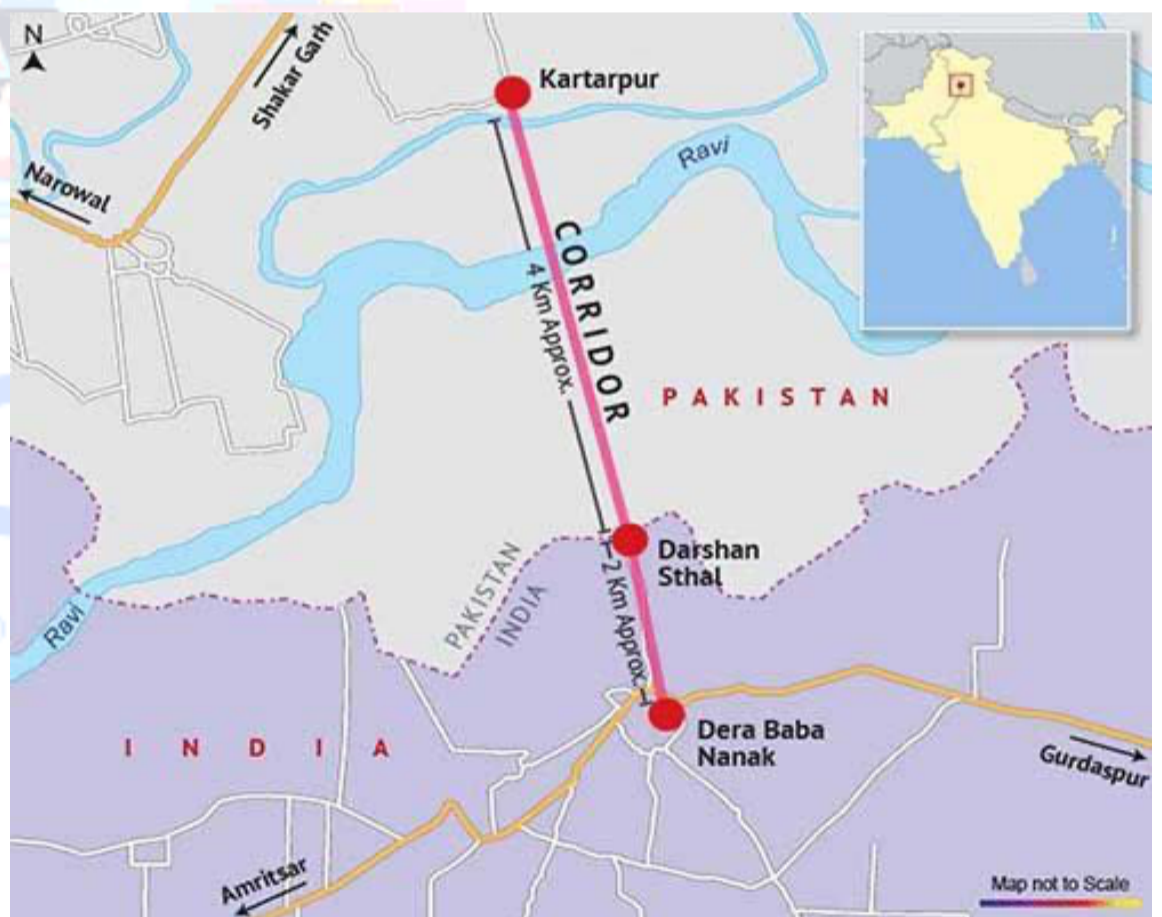 N
Shakar Garh
Kartarpur
Narowal
Ravi
CORRIDOR
4 Km Approx.
PAKISTAN
Darshan
Sthal
PAKISTAN
INDIA
2 Km Approx.
Ravi
Dera Baba
Nanak
INDIA
Gurdaspur
Amritsar
Map not to Scale